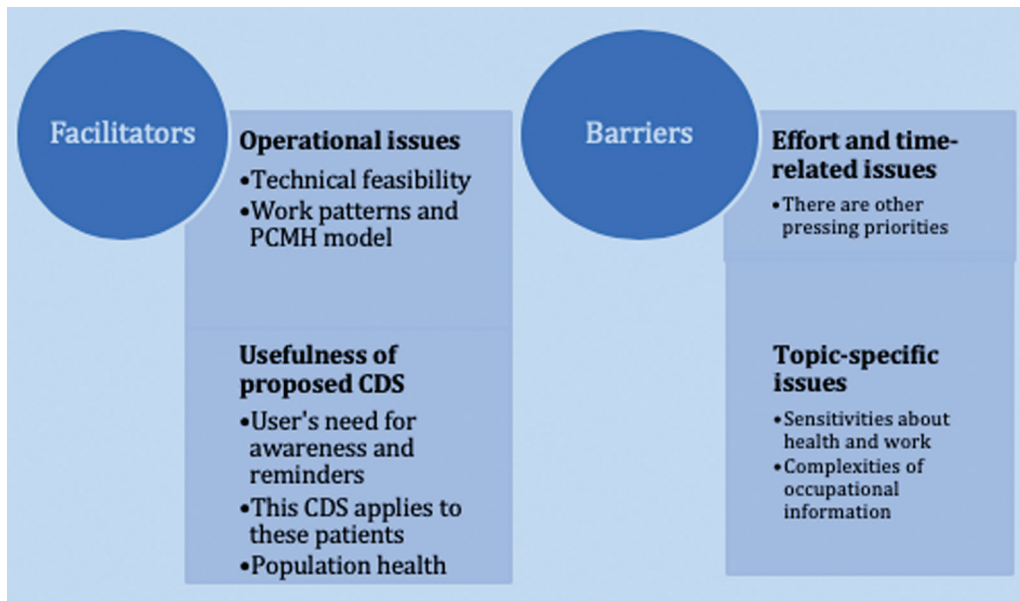 Facilitators
Operational issues
•Technical feasibility
•Work patterns and
PCMH model
Usefulness of
proposed CDS
•User's need for
awareness and
reminders
•This CDS applies to
these patients
•Population health
Barriers
Effort and time-
related issues
•There are other
pressing priorities
Topic-specific
issues
•Sensitivities about
health and work
•Complexities of
occupational
information